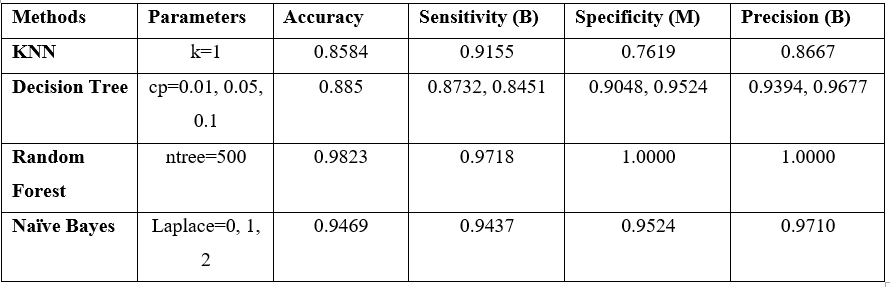 Methods Parameters Accuracy Sensitivity (B) Specificity (M) Precision (B)
KNN k=1 0.8584 0.9155 0.7619 0.8667
Decision Tree cp=0.01, 0.05, 0.885 0.8732, 0.8451 0.9048, 0.9524 0.9394, 0.9677
0.1
Random ntree=500 0.9823 0.9718 1.0000 1.0000
Forest
Naïve Bayes Laplace=0, 1, 0.9469 0.9437 0.9524 0.9710
2